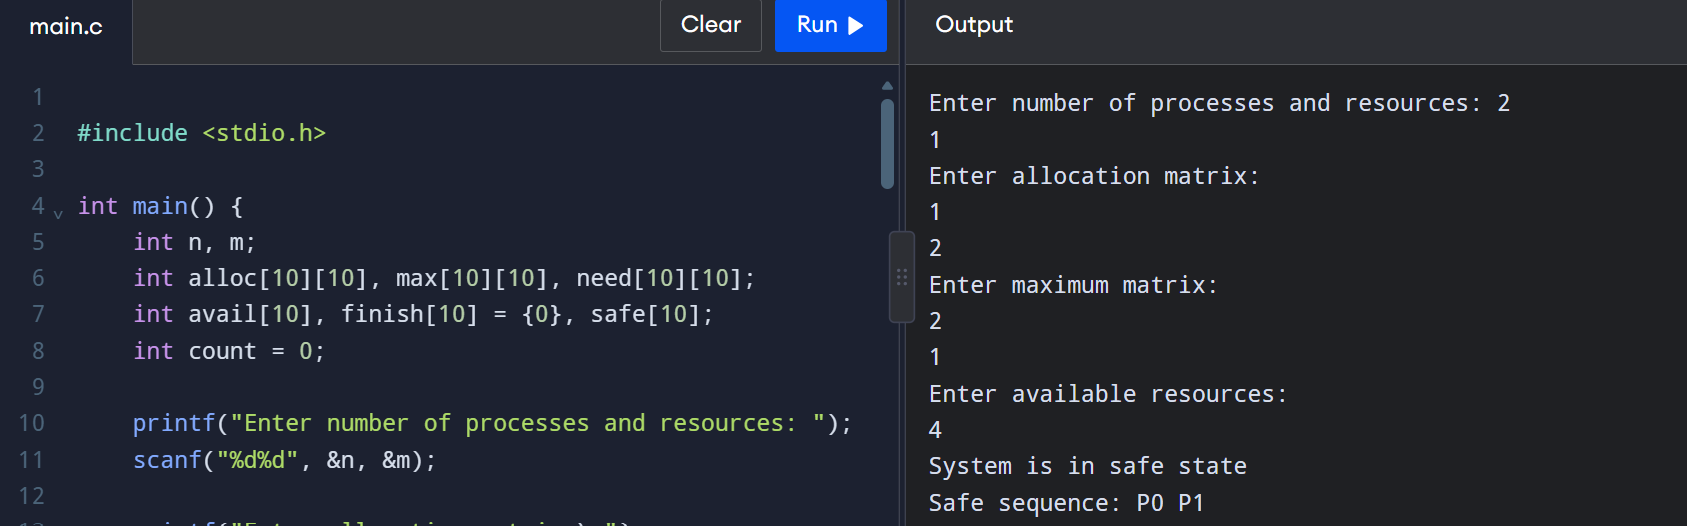 main.c
Clear
Run
Output
1
2 #include <stdio.h>
3
4 int main() {
5 int n, m;
6 int alloc[10][10], max[10][10], need[10][10];
7 int avail[10], finish[10] = {0}, safe[10];
8 int count = 0;
9
10 printf("Enter number of processes and resources: ");
11 scanf("%d%d", &n, &m);
12
Enter number of processes and resources: 2
1
Enter allocation matrix:
1
2
Enter maximum matrix:
2
1
Enter available resources:
4
System is in safe state
Safe sequence: P0 P1